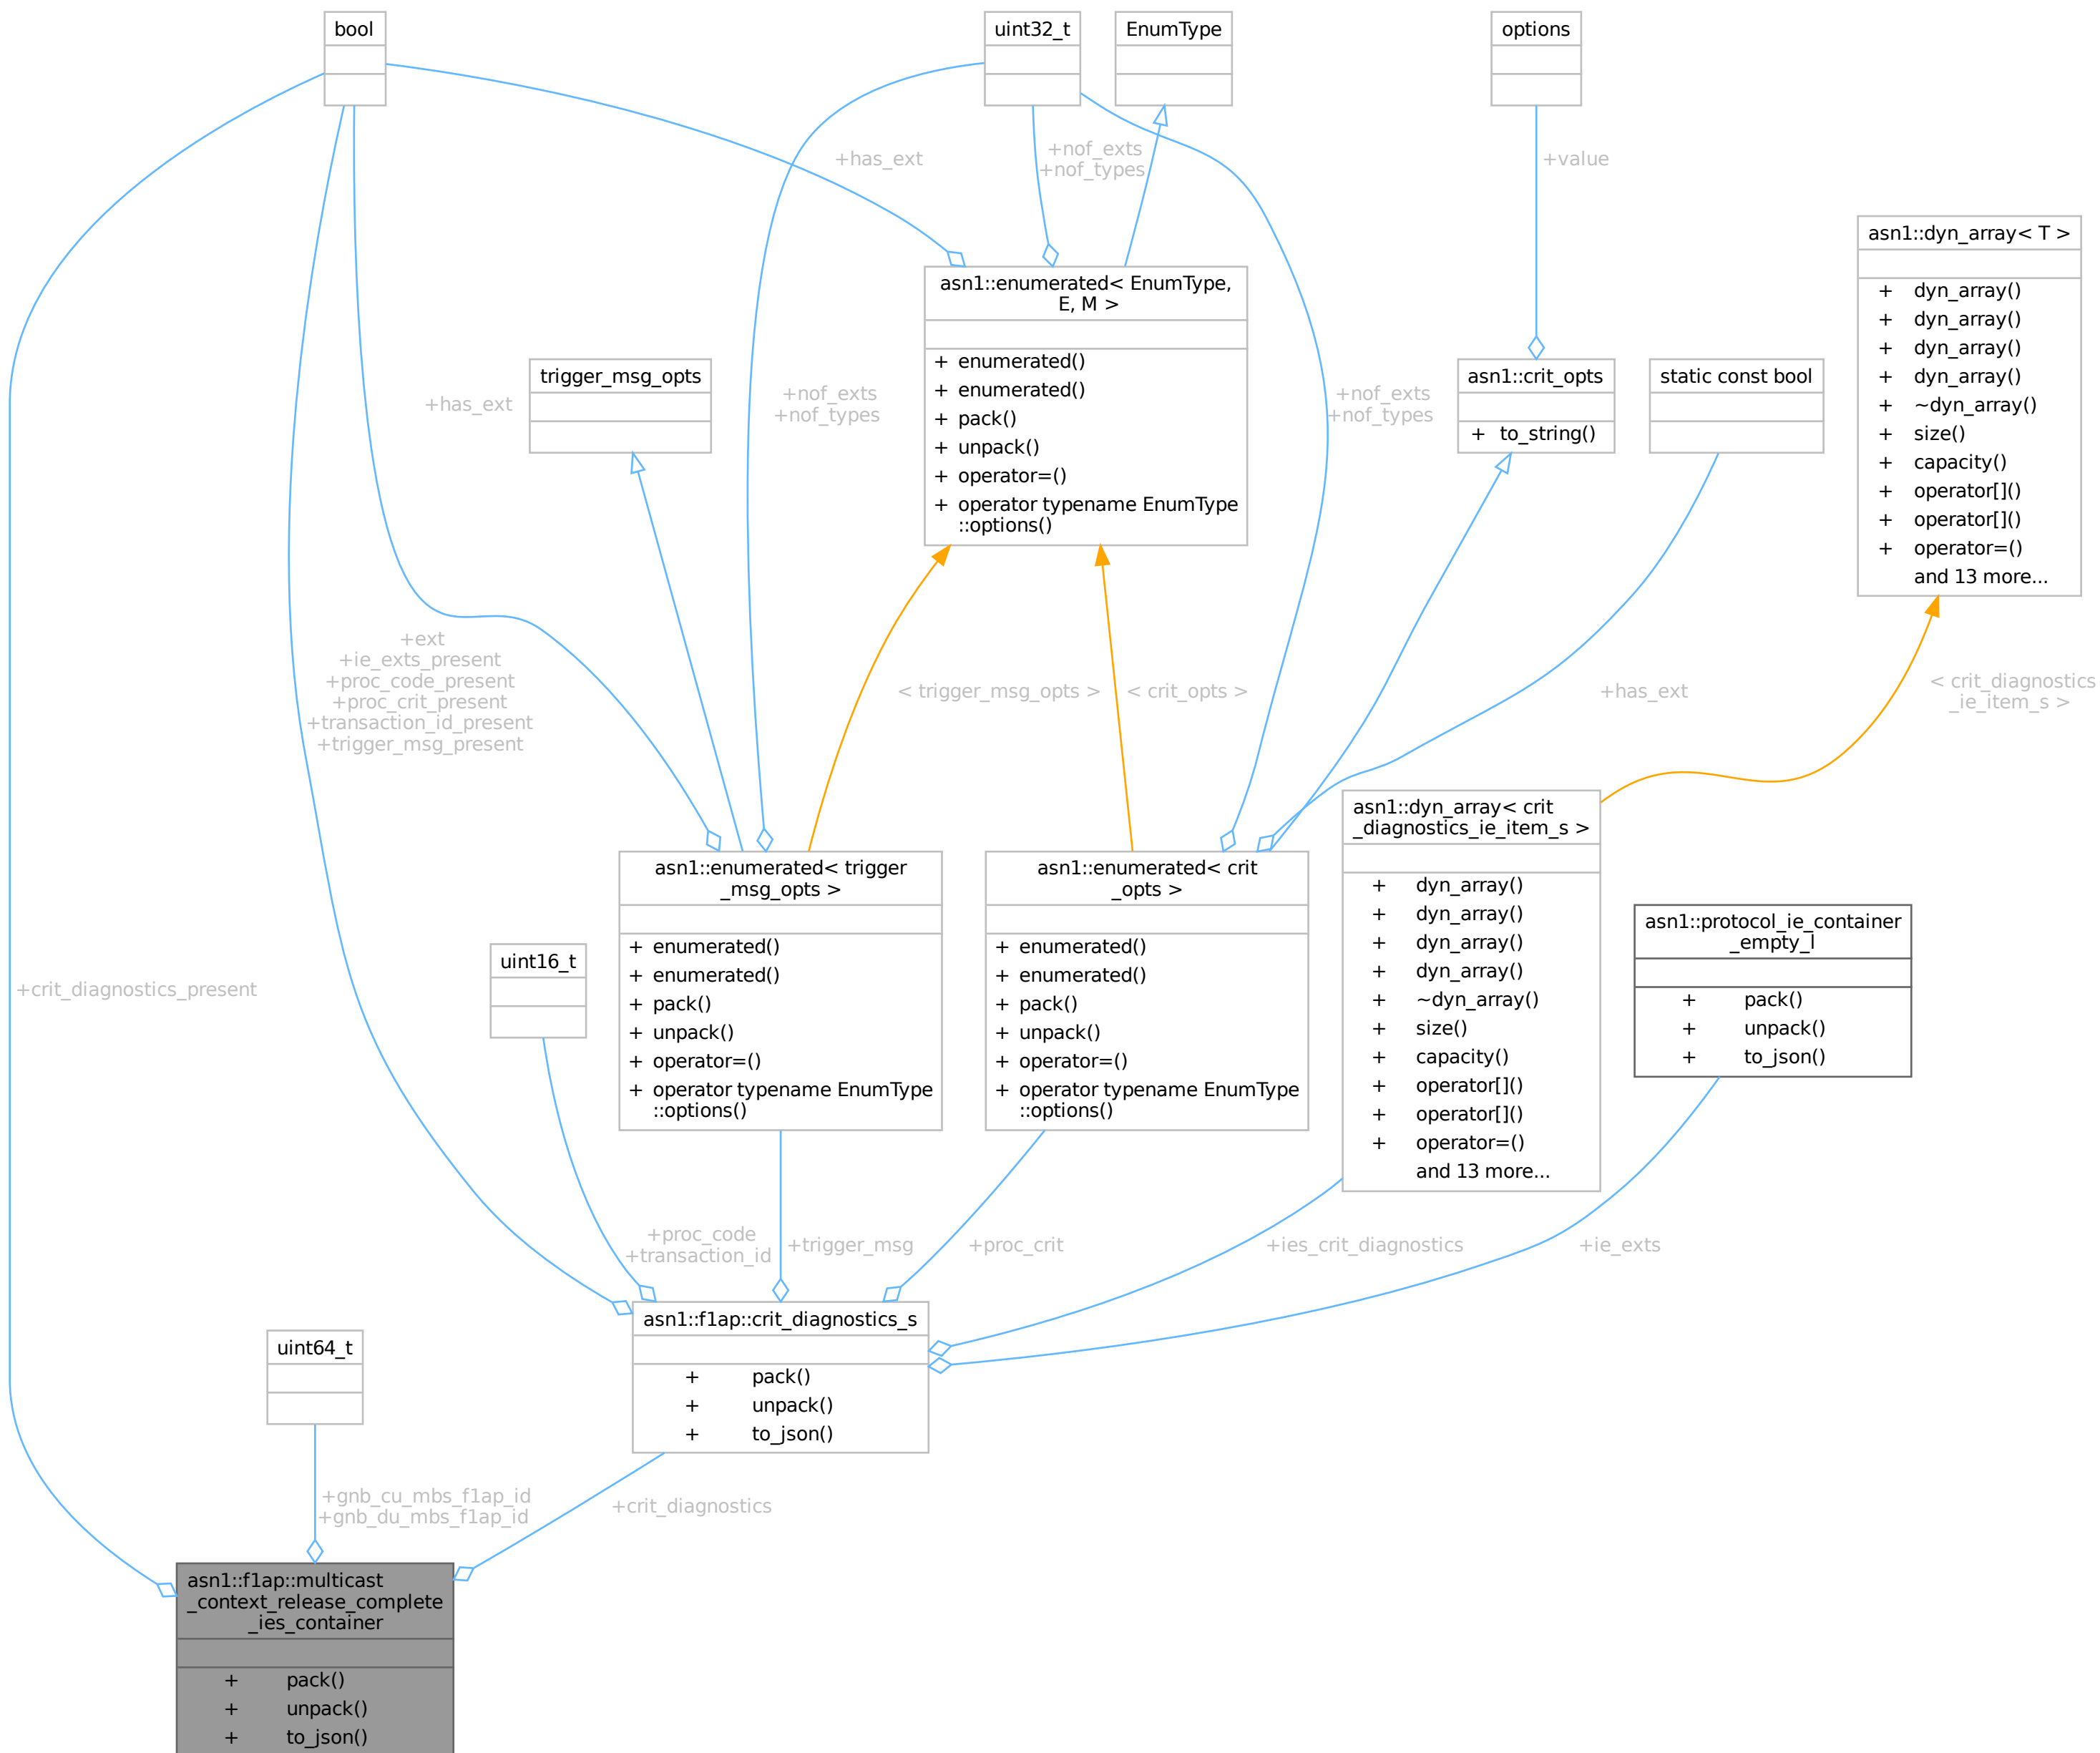 bool
uint32_t
EnumType
options
+has_ext
+nof_exts
+nof_types
+value
asn1::dyn_array< T >
+ dyn_array()
+ dyn_array()
+ dyn_array()
+ dyn_array()
+ ~dyn_array()
+ size()
+ capacity()
+ operator[]()
+ operator[]()
+ operator=()
and 13 more...
asn1::enumerated< EnumType,
E, M >
+ enumerated()
+ enumerated()
+ pack()
+ unpack()
+ operator=()
+ operator typename EnumType
::options()
trigger_msg_opts
+has_ext
+nof_exts
+nof_types
+nof_exts
+nof_types
asn1::crit_opts
+ to_string()
static const bool
+ext
+ie_exts_present
+proc_code_present
+proc_crit_present
+transaction_id_present
+trigger_msg_present
< trigger_msg_opts >
< crit_opts >
+has_ext
< crit_diagnostics
_ie_item_s >
asn1::enumerated< trigger
_msg_opts >
+ enumerated()
+ enumerated()
+ pack()
+ unpack()
+ operator=()
+ operator typename EnumType
::options()
asn1::enumerated< crit
_opts >
+ enumerated()
+ enumerated()
+ pack()
+ unpack()
+ operator=()
+ operator typename EnumType
::options()
asn1::dyn_array< crit
_diagnostics_ie_item_s >
+ dyn_array()
+ dyn_array()
+ dyn_array()
+ dyn_array()
+ ~dyn_array()
+ size()
+ capacity()
+ operator[]()
+ operator[]()
+ operator=()
and 13 more...
asn1::protocol_ie_container
_empty_l
+ pack()
+ unpack()
+ to_json()
uint16_t
+crit_diagnostics_present
+proc_code
+transaction_id
+trigger_msg
+proc_crit
+ies_crit_diagnostics
+ie_exts
asn1::f1ap::crit_diagnostics_s
+ pack()
+ unpack()
+ to_json()
uint64_t
+gnb_cu_mbs_f1ap_id
+gnb_du_mbs_f1ap_id
+crit_diagnostics
asn1::f1ap::multicast
_context_release_complete
_ies_container
+ pack()
+ unpack()
+ to_json()